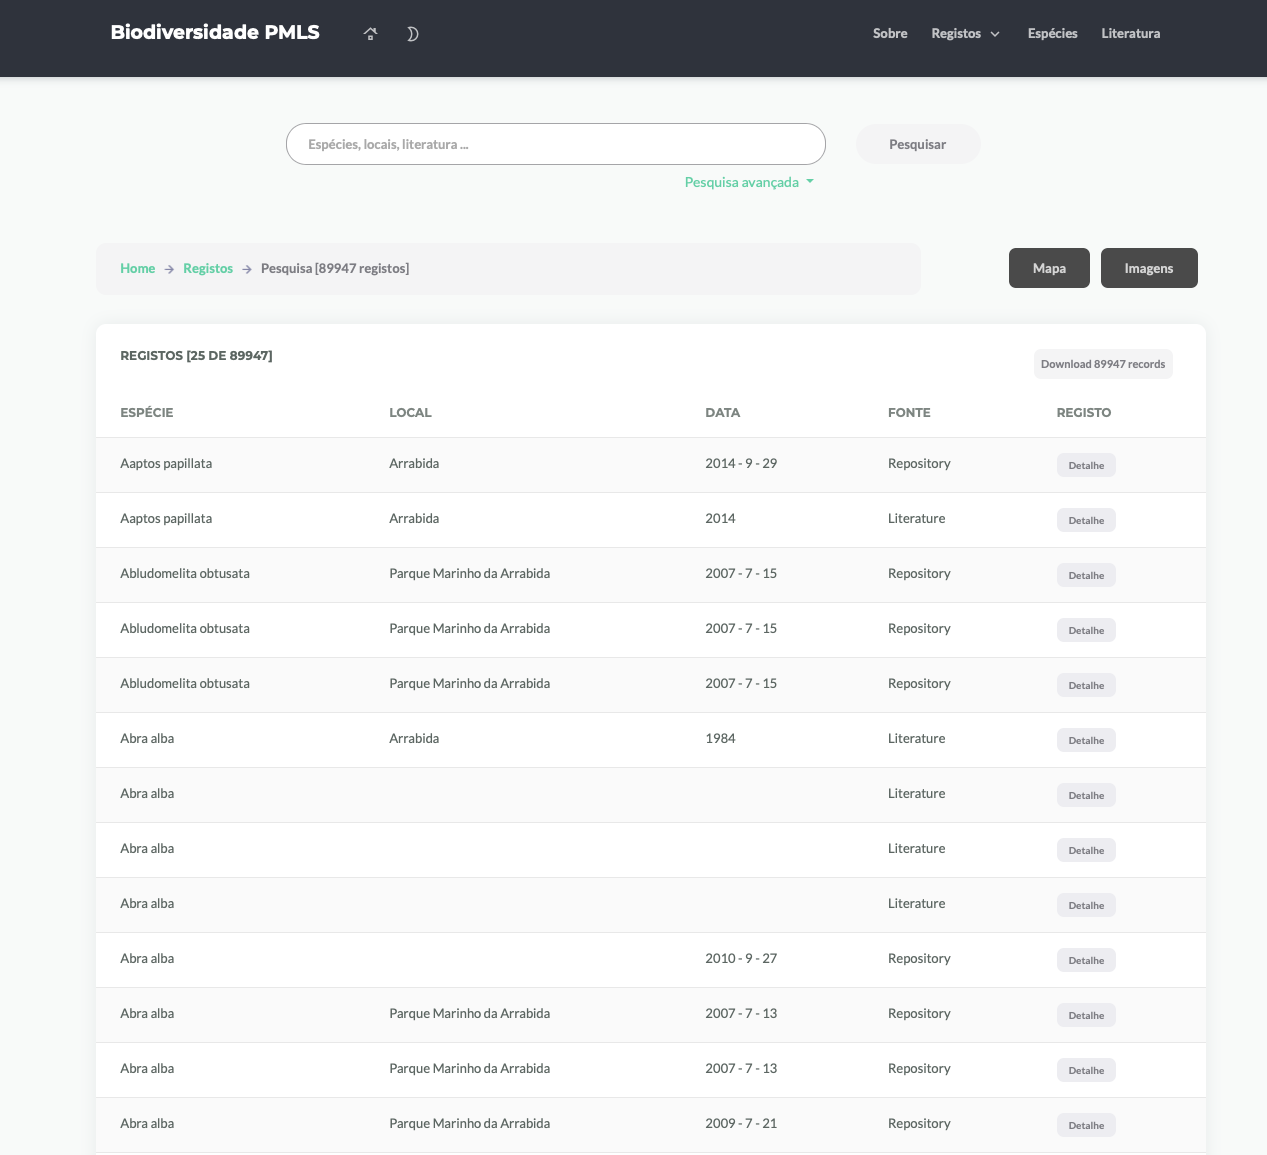 Biodiversidade PMLS
Sobre Registos Espécies Literatura
Espécies, locais, literatura ...
Pesquisar
Pesquisa avançada
Home → Registos → Pesquisa [89947 registos]
Mapa Imagens
REGISTOS [25 DE 89947]
Download 89947 records
ESPÉCIE LOCAL DATA FONTE REGISTO
Aaptos papillata Arrabida 2014 - 9 - 29 Repository Detalhe
Aaptos papillata Arrabida 2014 Literature Detalhe
Abludomelita obtusata Parque Marinho da Arrabida 2007 - 7 - 15 Repository Detalhe
Abludomelita obtusata Parque Marinho da Arrabida 2007 - 7 - 15 Repository Detalhe
Abludomelita obtusata Parque Marinho da Arrabida 2007 - 7 - 15 Repository Detalhe
Abra alba Arrabida 1984 Literature Detalhe
Abra alba Literature Detalhe
Abra alba Literature Detalhe
Abra alba Literature Detalhe
Abra alba 2010 - 9 - 27 Repository Detalhe
Abra alba Parque Marinho da Arrabida 2007 - 7 - 13 Repository Detalhe
Abra alba Parque Marinho da Arrabida 2007 - 7 - 13 Repository Detalhe
Abra alba Parque Marinho da Arrabida 2009 - 7 - 21 Repository Detalhe